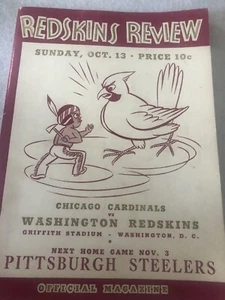 REDSKINS REVIEW
SUNDAY, OCT. 13 · PRICE 10¢
CHICAGO CARDINALS
vs
WASHINGTON REDSKINS
GRIFFITH STADIUM - WASHINGTON, D. C.
NEXT HOME GAME NOV. 3
PITTSBURGH STEELERS
OFFICIAL MAGAZINE